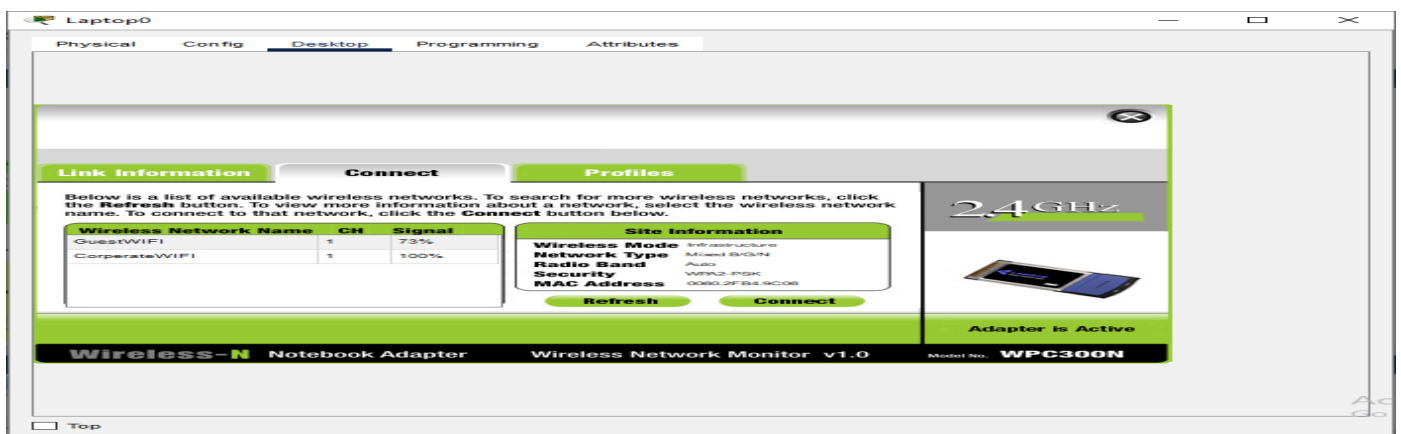 Laptop0
Physical Config Desktop Programming Attributes
Link Information Connect Profiles
Below is a list of available wireless networks. To search for more wireless networks, click
the Refresh button. To view more information about a network, select the wireless network
name. To connect to that network, click the Connect button below.
2,4GHz
Wireless Network Name CH Signal
GuestWIFI 1 73%
CorperateWIFI 1 100%
Site Information
Wireless Mode Infrastructure
Network Type Mixed B/G/N
Radio Band Auto
Security WPA2-PSK
MAC Address 0060.2FB4.9C06
Refresh Connect
Adapter is Active
Wireless-N Notebook Adapter Wireless Network Monitor v1.0 Model No. WPC300N
Top